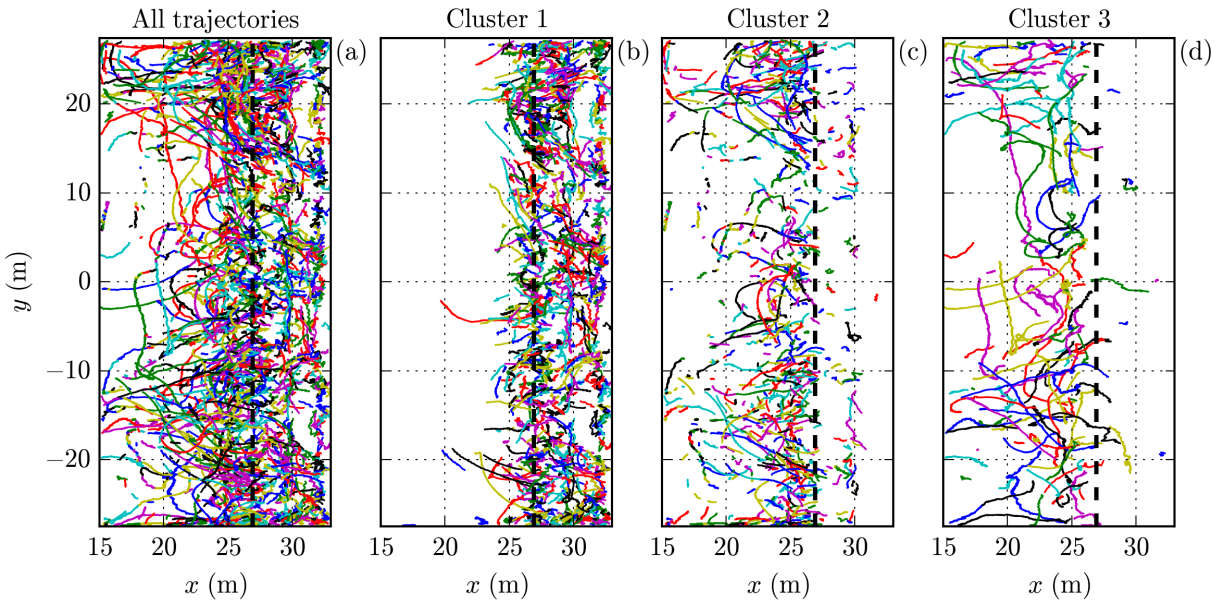 All trajectories
Cluster 1
Cluster 2
Cluster 3
(a)
(b)
(c)
(d)
20
10
0
−10
−20
y (m)
15 20 25 30
15 20 25 30
15 20 25 30
15 20 25 30
x (m)
x (m)
x (m)
x (m)